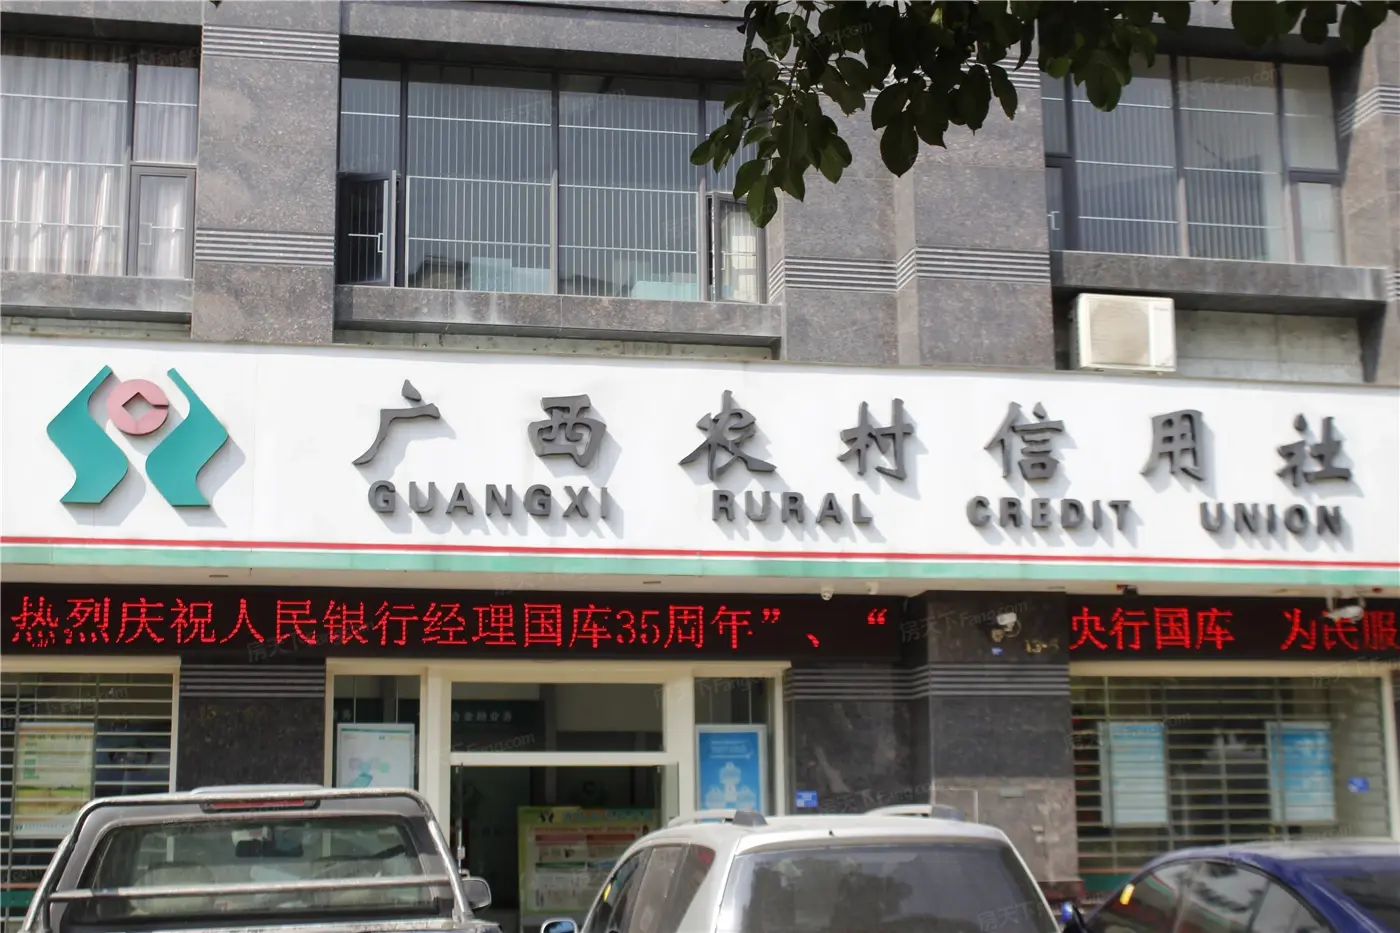 广西农村信用社
GUANGXI RURAL CREDIT UNION
热烈庆祝人民银行经理国库35周年”、“
央行国库 为民服